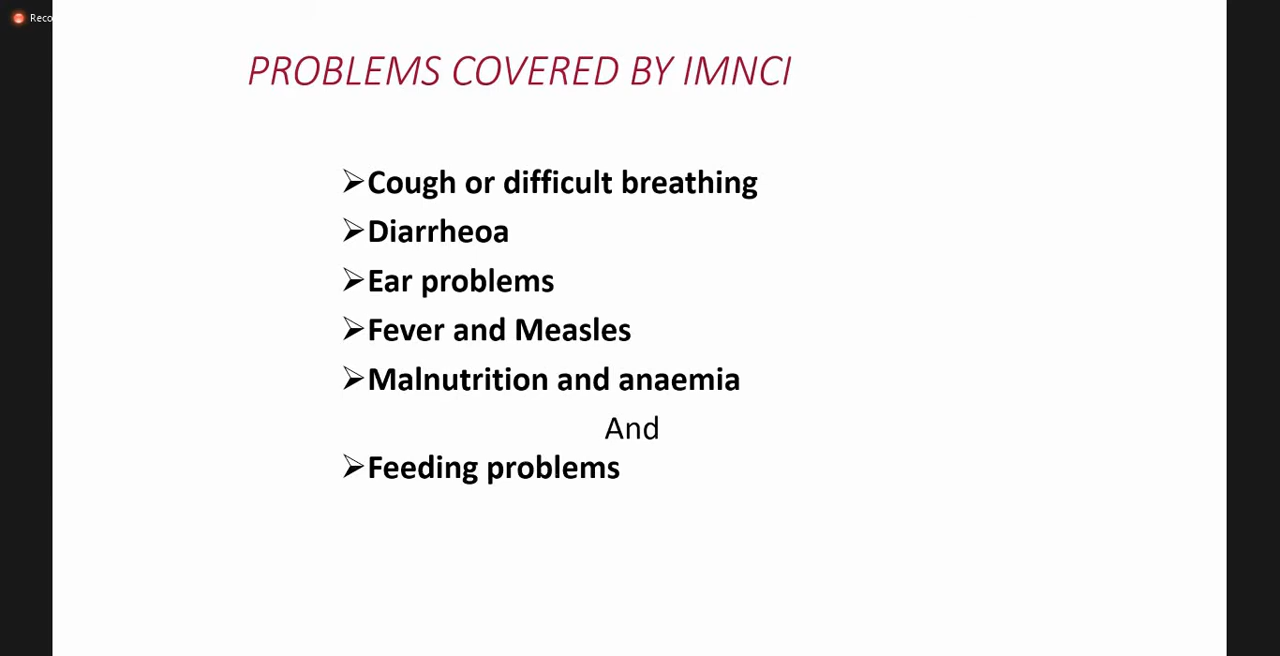 Reco
PROBLEMS COVERED BY IMNCI
➢Cough or difficult breathing
➢Diarrheoa
➢Ear problems
➢Fever and Measles
➢Malnutrition and anaemia
And
➢Feeding problems